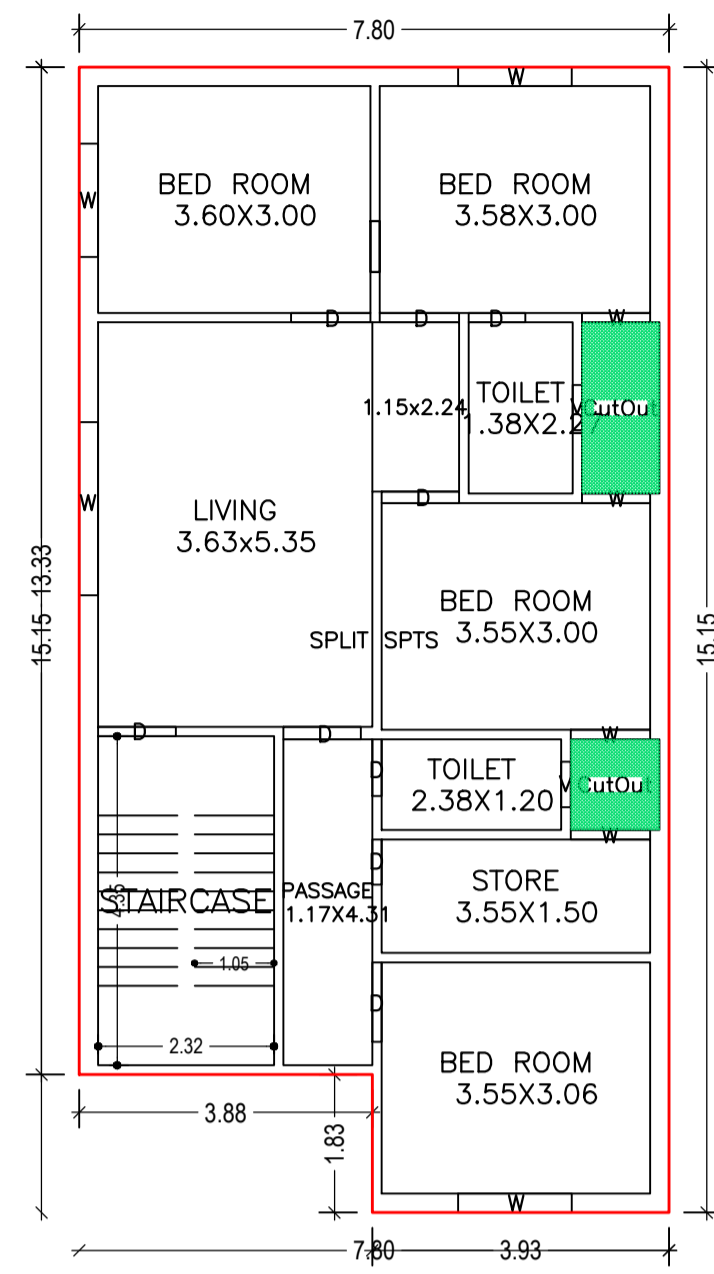 7.80
W
BED ROOM
3.60X3.00
BED ROOM
3.58X3.00
W
D
D
D
W
1.15x2.24
TOILET
1.38X2.27
V
CutOut
W
LIVING
3.63x5.35
D
W
BED ROOM
3.55X3.00
SPLIT SPTS
15.15
13.33
15.15
D
D
W
D
TOILET
2.38X1.20
V
CutOut
W
D
STAIRCASE
4.35
PASSAGE
1.17X4.31
STORE
3.55X1.50
1.05
D
2.32
BED ROOM
3.55X3.06
3.88
1.83
W
7.80
3.93